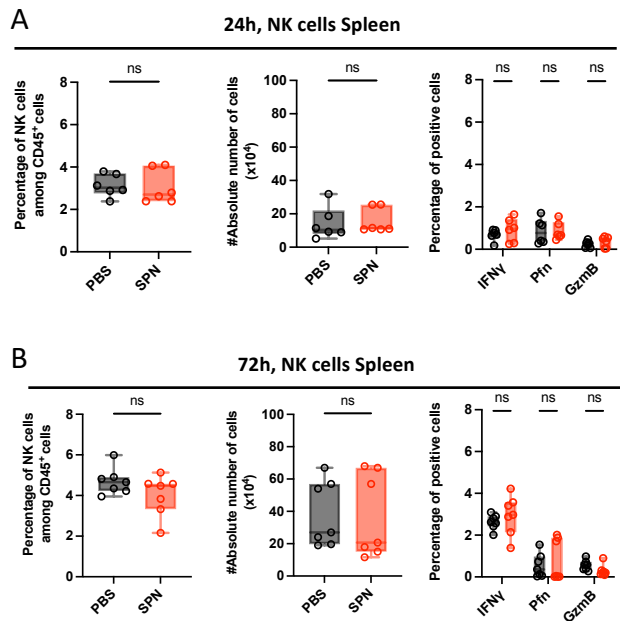 A
24h, NK cells Spleen
Percentage of NK cells
among CD45⁺ cells
8
6
4
2
0
ns
PBS
SPN
#Absolute number of cells
(x10⁴)
100
80
60
40
20
0
ns
PBS
SPN
Percentage of positive cells
8
6
4
2
0
ns
ns
ns
IFNγ
Pfn
GzmB
B
72h, NK cells Spleen
Percentage of NK cells
among CD45⁺ cells
8
6
4
2
0
ns
PBS
SPN
#Absolute number of cells
(x10⁴)
100
80
60
40
20
0
ns
PBS
SPN
Percentage of positive cells
8
6
4
2
0
ns
ns
ns
IFNγ
Pfn
GzmB